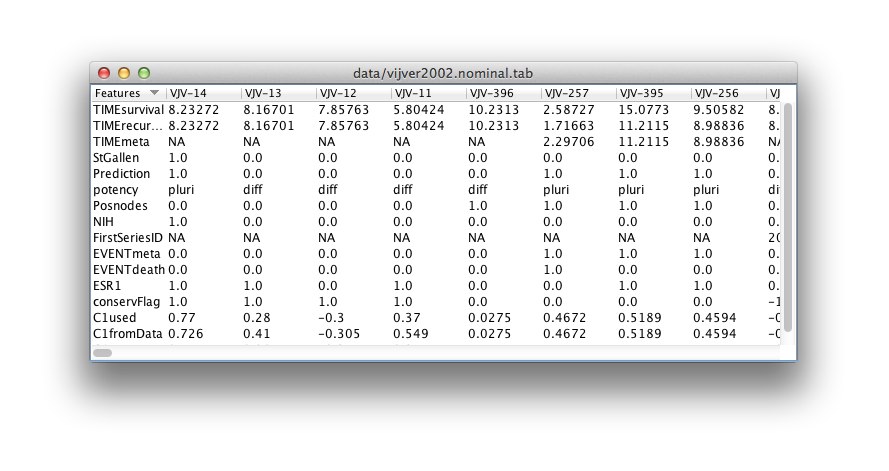 data/vijver2002.nominal.tab
Features VJV-14 VJV-13 VJV-12 VJV-11 VJV-396 VJV-257 VJV-395 VJV-256 VJ
TIMEsurvival 8.23272 8.16701 7.85763 5.80424 10.2313 2.58727 15.0773 9.50582 8.
TIMErecur... 8.23272 8.16701 7.85763 5.80424 10.2313 1.71663 11.2115 8.98836 8.
TIMEmeta NA NA NA NA NA 2.29706 11.2115 8.98836 NA
StGallen 1.0 0.0 0.0 0.0 0.0 0.0 0.0 0.0 0.
Prediction 1.0 0.0 0.0 0.0 0.0 1.0 1.0 1.0 0.
potency pluri diff diff diff diff pluri pluri pluri di
Posnodes 0.0 0.0 0.0 0.0 1.0 1.0 1.0 1.0 0.
NIH 1.0 0.0 0.0 0.0 0.0 0.0 0.0 0.0 0.
FirstSeriesID NA NA NA NA NA NA NA NA 20
EVENTmeta 0.0 0.0 0.0 0.0 0.0 1.0 1.0 1.0 0.
EVENTdeath 0.0 0.0 0.0 0.0 0.0 1.0 0.0 0.0 0.
ESR1 1.0 1.0 0.0 1.0 1.0 0.0 1.0 1.0 0.
conservFlag 1.0 1.0 1.0 1.0 0.0 0.0 0.0 0.0 -1
C1used 0.77 0.28 -0.3 0.37 0.0275 0.4672 0.5189 0.4594 -0
C1fromData 0.726 0.41 -0.305 0.549 0.0275 0.4672 0.5189 0.4594 -0